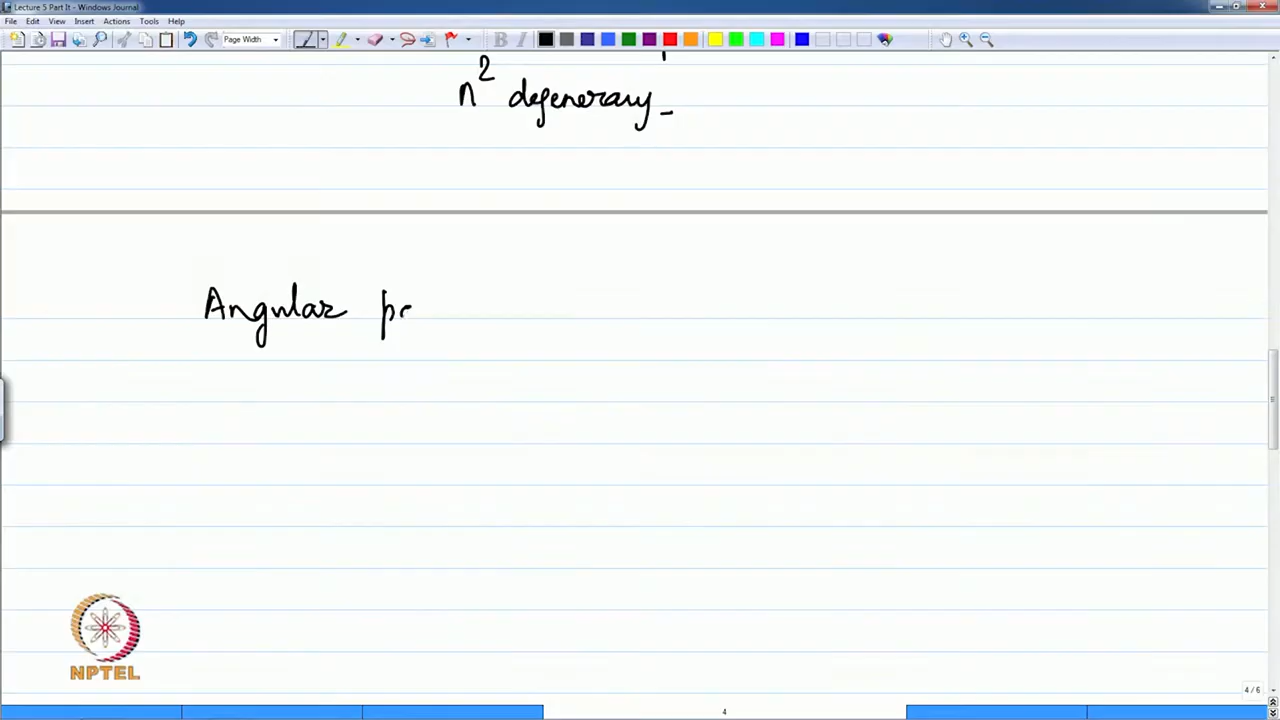 Lecture 5 Part II - Windows Journal
File Edit View Insert Actions Tools Help
Page Width
n² degeneracy
Angular pa
NPTEL
4 / 6
4